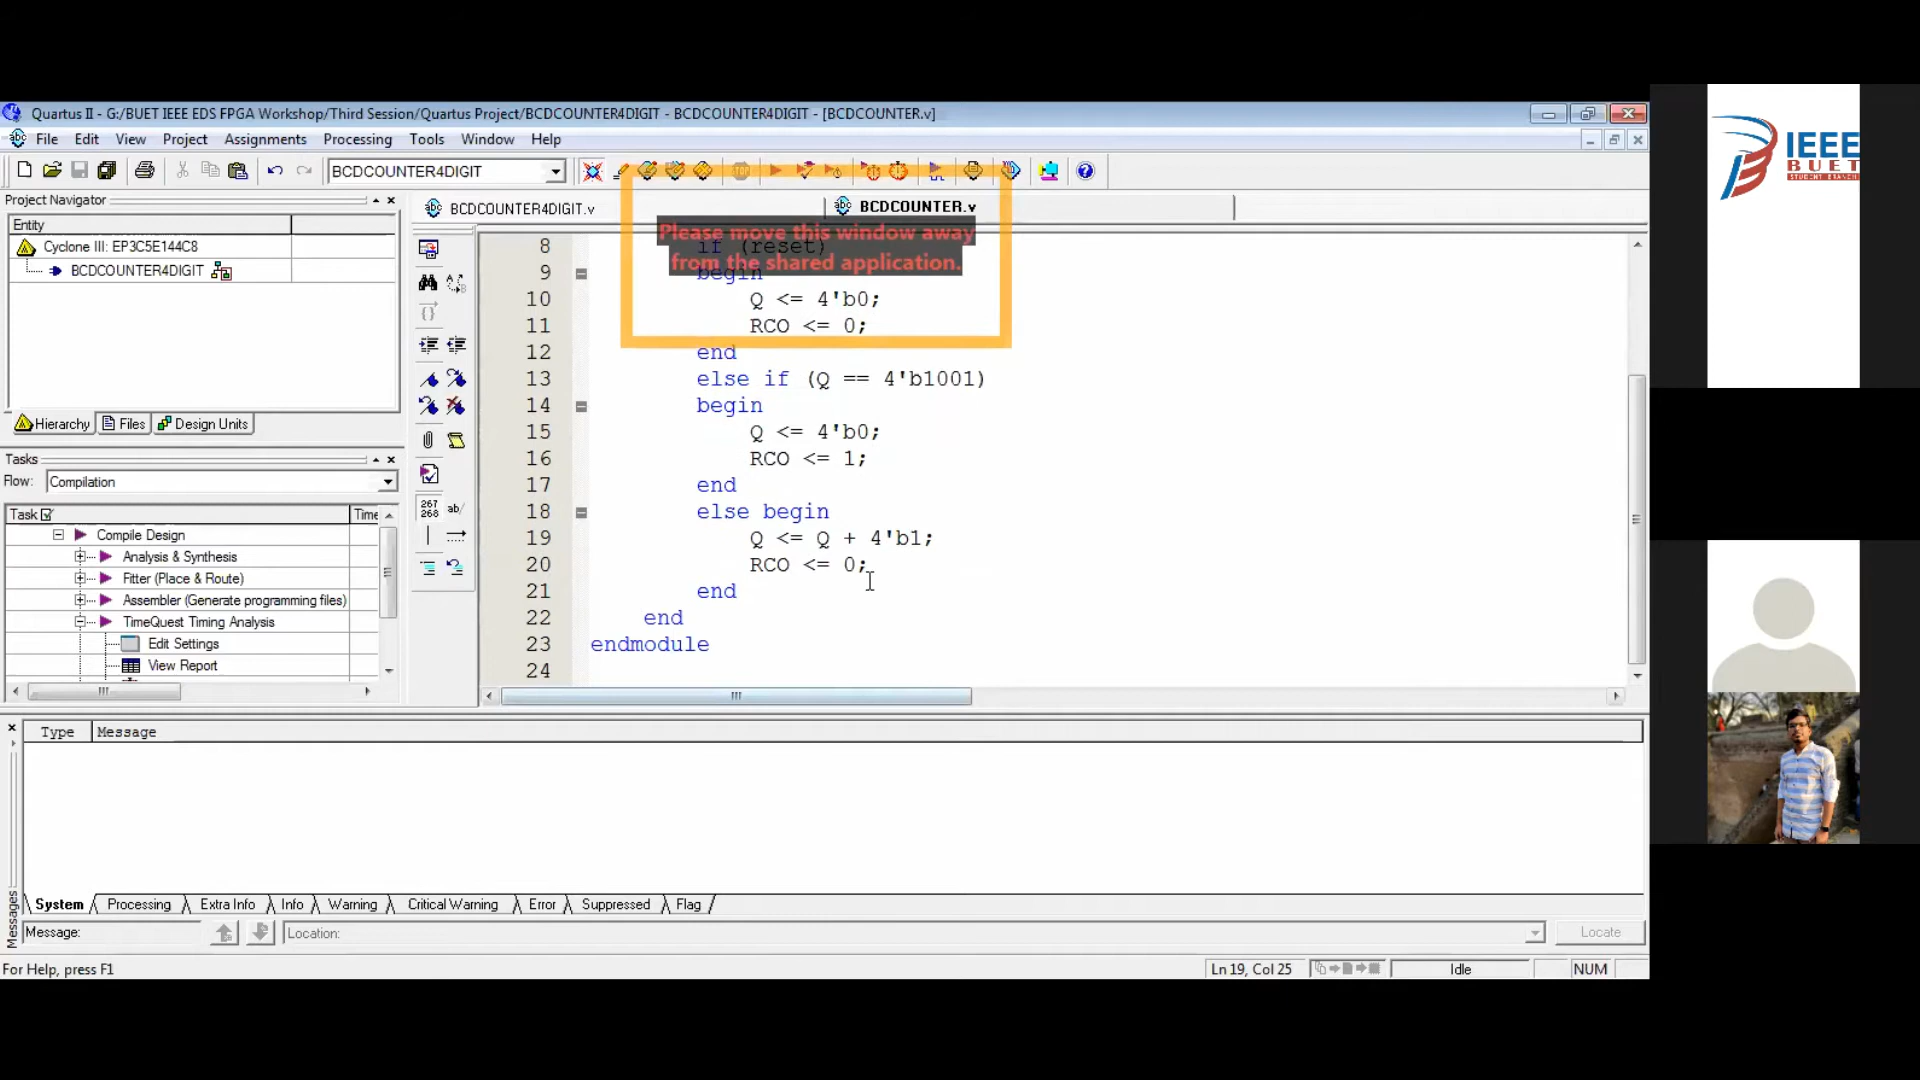 Quartus II - G:/BUET IEEE EDS FPGA Workshop/Third Session/Quartus Project/BCDCOUNTER4DIGIT - BCDCOUNTER4DIGIT - [BCDCOUNTER.v]
File Edit View Project Assignments Processing Tools Window Help
BCDCOUNTER4DIGIT
STOP
Project Navigator
Entity
Cyclone III: EP3C5E144C8
BCDCOUNTER4DIGIT
Hierarchy Files Design Units
Tasks
Flow: Compilation
Task Time
Compile Design
Analysis & Synthesis
Fitter (Place & Route)
Assembler (Generate programming files)
TimeQuest Timing Analysis
Edit Settings
View Report
BCDCOUNTER4DIGIT.v BCDCOUNTER.v
Please move this window away
from the shared application.
267
268 ab/
8 if (reset)
9 begin
10 Q <= 4'b0;
11 RCO <= 0;
12 end
13 else if (Q == 4'b1001)
14 begin
15 Q <= 4'b0;
16 RCO <= 1;
17 end
18 else begin
19 Q <= Q + 4'b1;
20 RCO <= 0;
21 end
22 end
23 endmodule
24
Type Message
System Processing Extra Info Info Warning Critical Warning Error Suppressed Flag
Messages
Message: Location: Locate
For Help, press F1 Ln 19, Col 25 Idle NUM
IEEE
BUET
STUDENT BRANCH